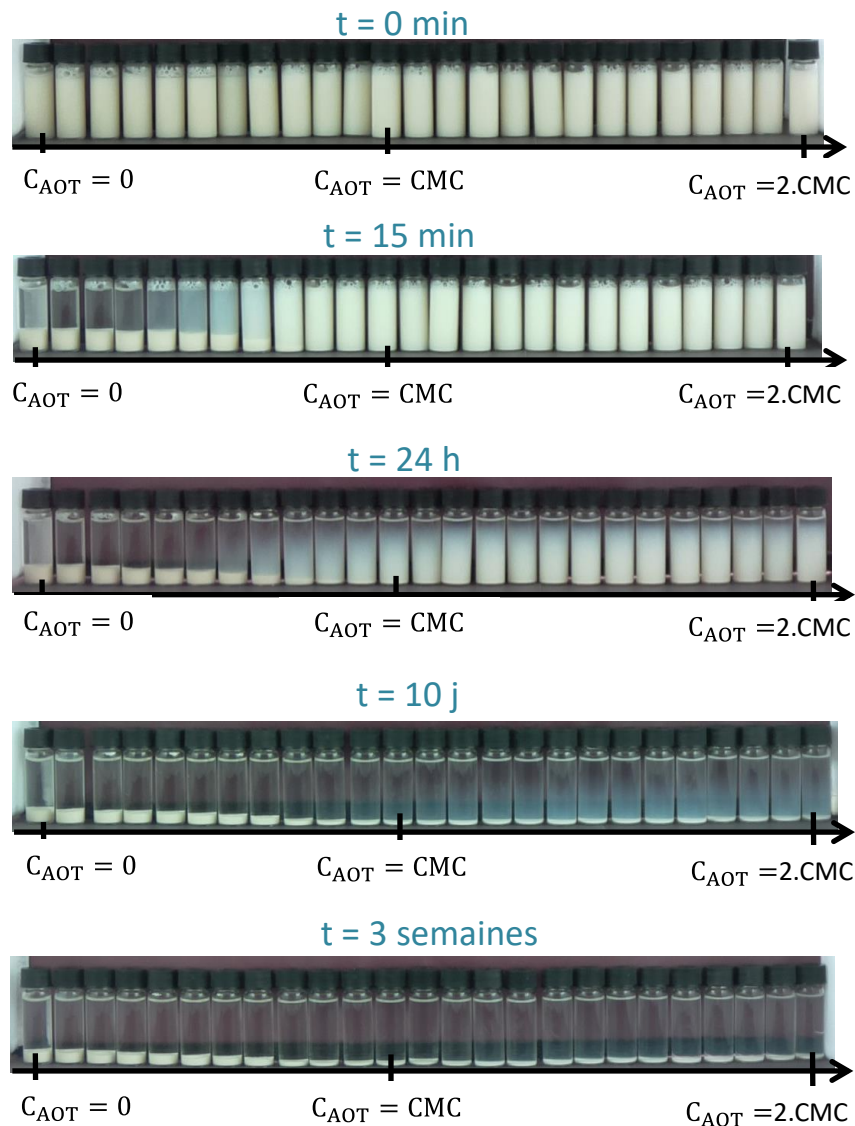 t = 0 min
C_AOT = 0 C_AOT = CMC C_AOT =2.CMC
t = 15 min
C_AOT = 0 C_AOT = CMC C_AOT =2.CMC
t = 24 h
C_AOT = 0 C_AOT = CMC C_AOT =2.CMC
t = 10 j
C_AOT = 0 C_AOT = CMC C_AOT =2.CMC
t = 3 semaines
C_AOT = 0 C_AOT = CMC C_AOT =2.CMC